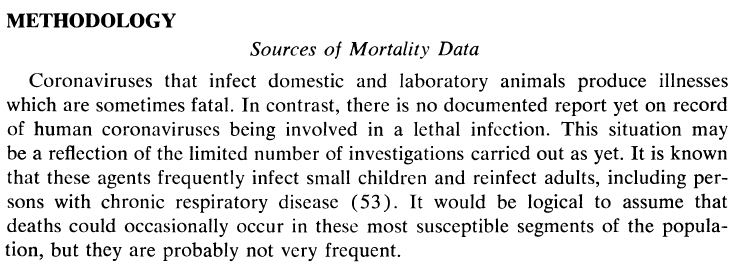 METHODOLOGY
Sources of Mortality Data
Coronaviruses that infect domestic and laboratory animals produce illnesses
which are sometimes fatal. In contrast, there is no documented report yet on record
of human coronaviruses being involved in a lethal infection. This situation may
be a reflection of the limited number of investigations carried out as yet. It is known
that these agents frequently infect small children and reinfect adults, including per-
sons with chronic respiratory disease (53). It would be logical to assume that
deaths could occasionally occur in these most susceptible segments of the popula-
tion, but they are probably not very frequent.